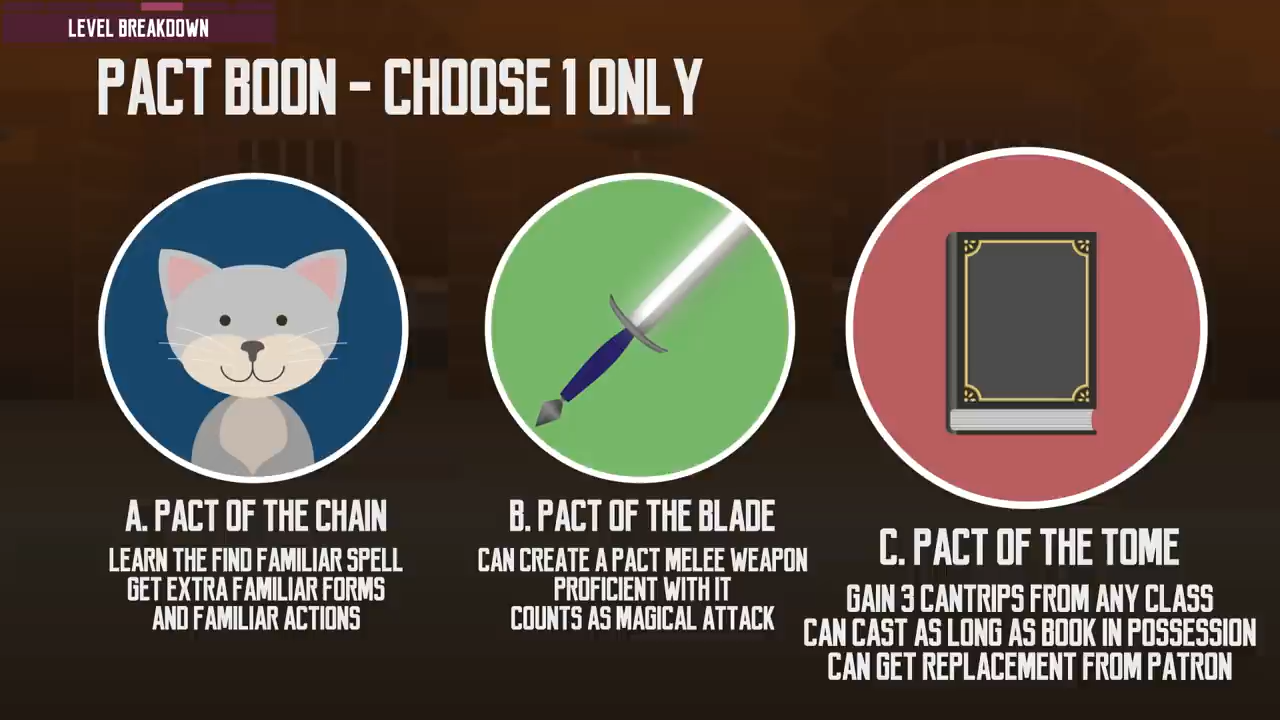 LEVEL BREAKDOWN
PACT BOON - CHOOSE 1 ONLY
A. PACT OF THE CHAIN
LEARN THE FIND FAMILIAR SPELL
GET EXTRA FAMILIAR FORMS
AND FAMILIAR ACTIONS
B. PACT OF THE BLADE
CAN CREATE A PACT MELEE WEAPON
PROFICIENT WITH IT
COUNTS AS MAGICAL ATTACK
C. PACT OF THE TOME
GAIN 3 CANTRIPS FROM ANY CLASS
CAN CAST AS LONG AS BOOK IN POSSESSION
CAN GET REPLACEMENT FROM PATRON